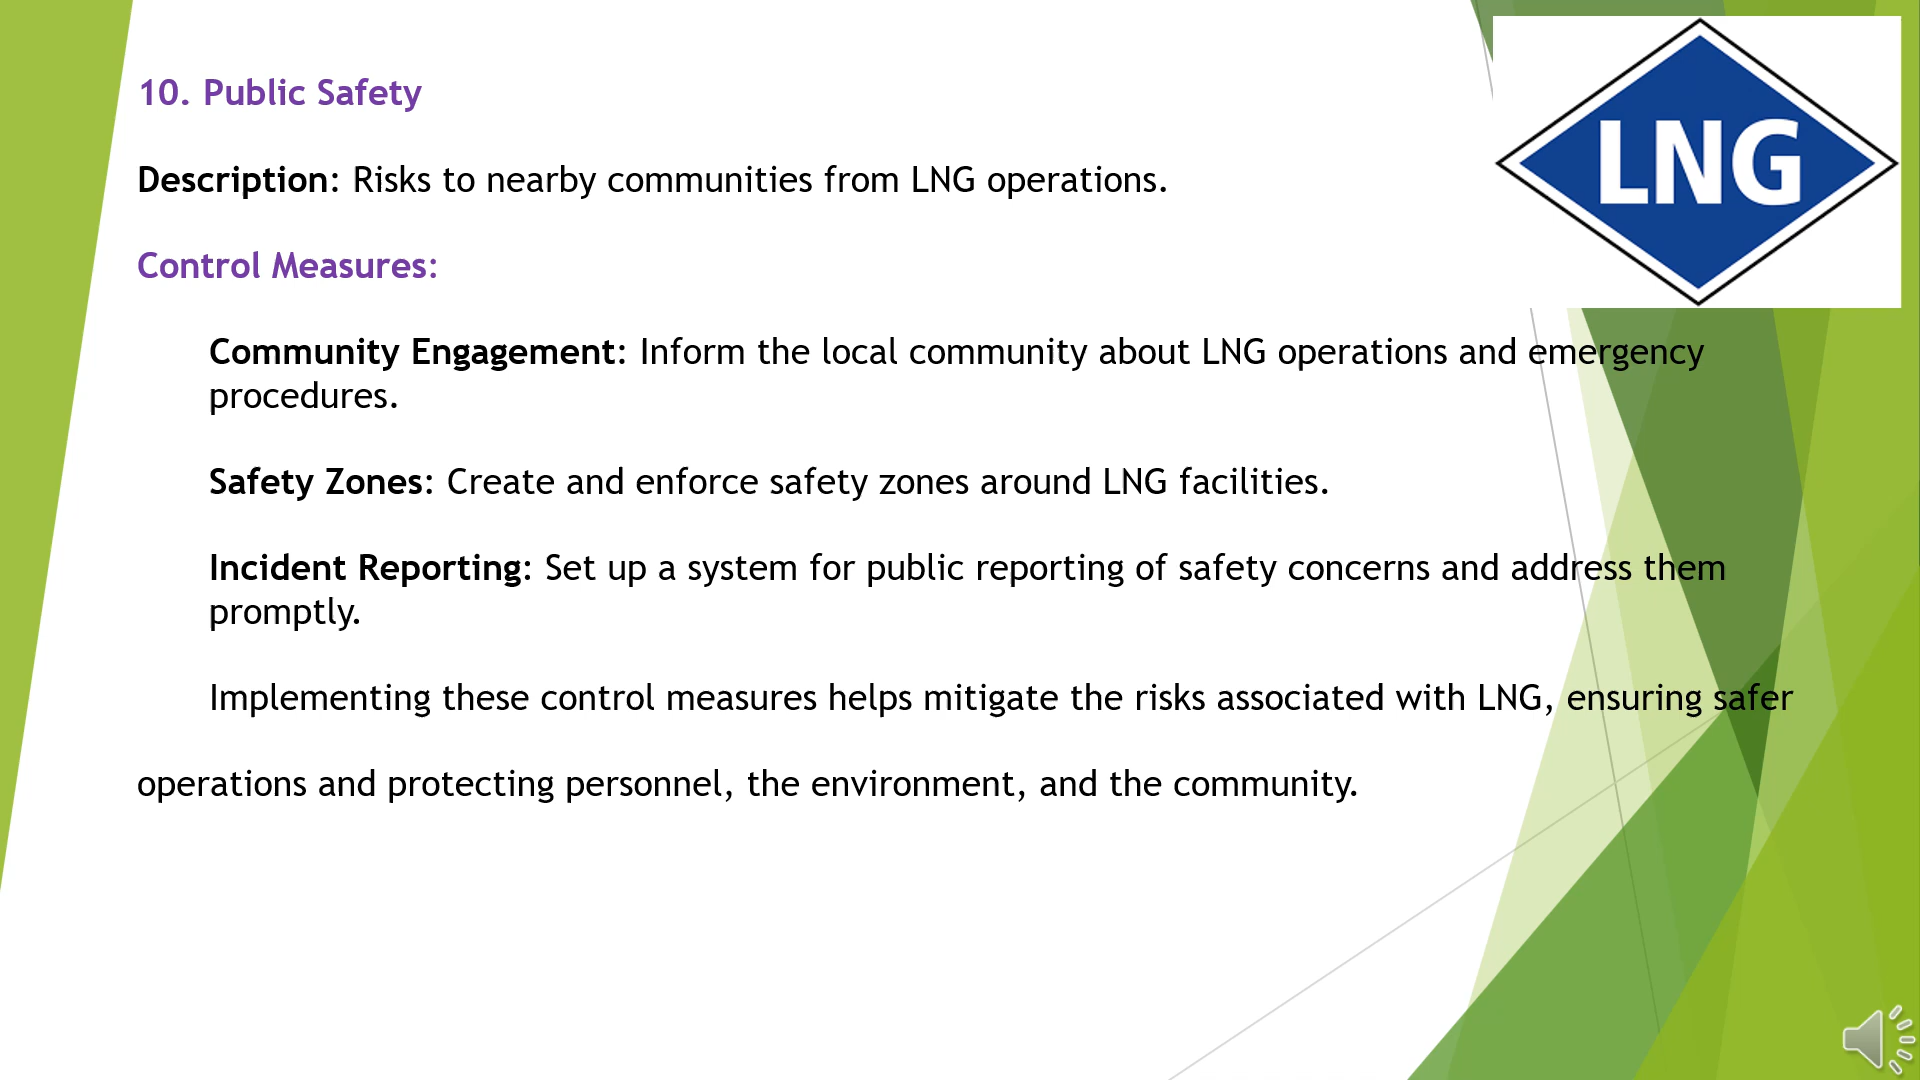 10. Public Safety
LNG
Description: Risks to nearby communities from LNG operations.
Control Measures:
Community Engagement: Inform the local community about LNG operations and emergency
procedures.
Safety Zones: Create and enforce safety zones around LNG facilities.
Incident Reporting: Set up a system for public reporting of safety concerns and address them
promptly.
Implementing these control measures helps mitigate the risks associated with LNG, ensuring safer
operations and protecting personnel, the environment, and the community.